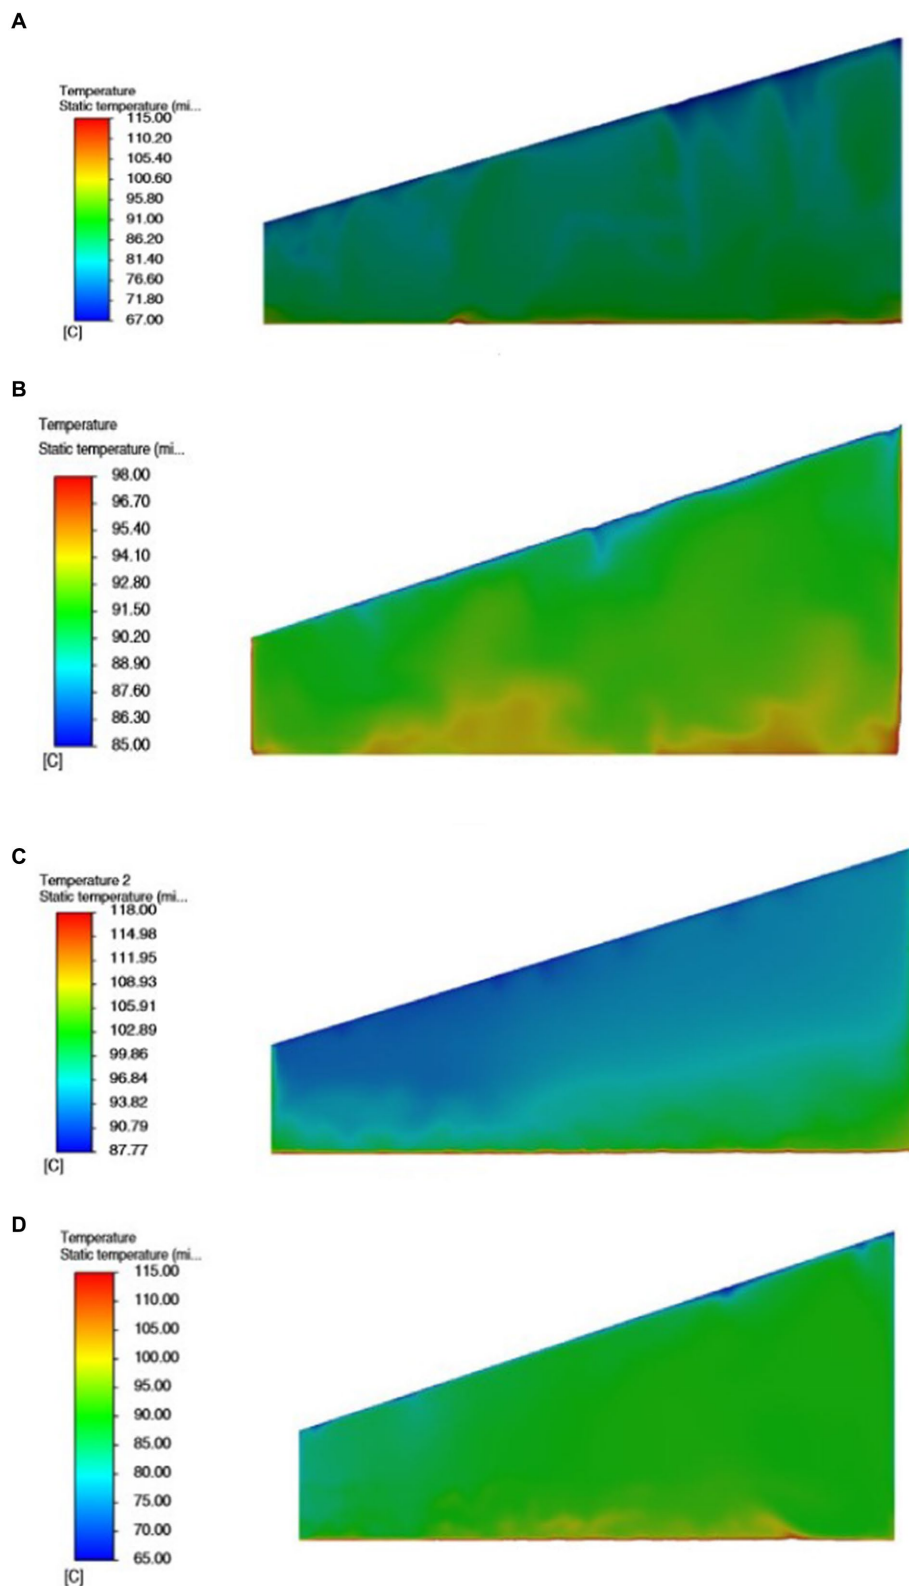 A
Temperature
Static temperature (mi...
115.00
110.20
105.40
100.60
95.80
91.00
86.20
81.40
76.60
71.80
67.00
[C]
B
Temperature
Static temperature (mi...
98.00
96.70
95.40
94.10
92.80
91.50
90.20
88.90
87.60
86.30
85.00
[C]
C
Temperature 2
Static temperature (mi...
118.00
114.98
111.95
108.93
105.91
102.89
99.86
96.84
93.82
90.79
87.77
[C]
D
Temperature
Static temperature (mi...
115.00
110.00
105.00
100.00
95.00
90.00
85.00
80.00
75.00
70.00
65.00
[C]